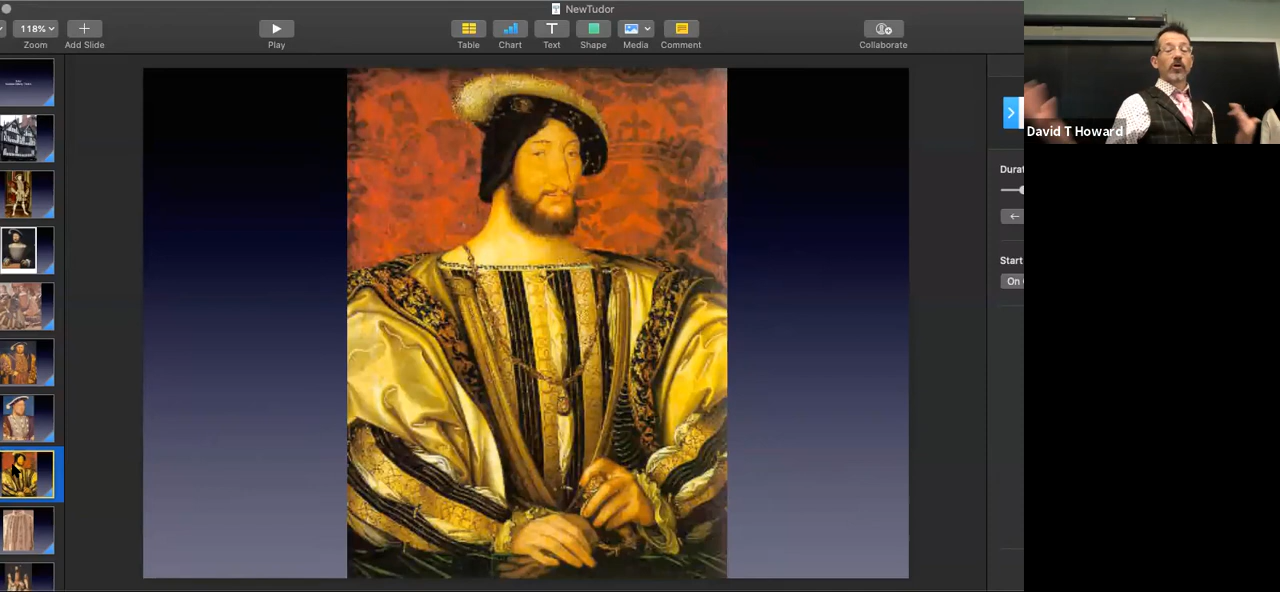 NewTudor
118%
Zoom
Add Slide
Play
Table
Chart
Text
Shape
Media
Comment
Collaborate
David T Howard
Durat
Start
On